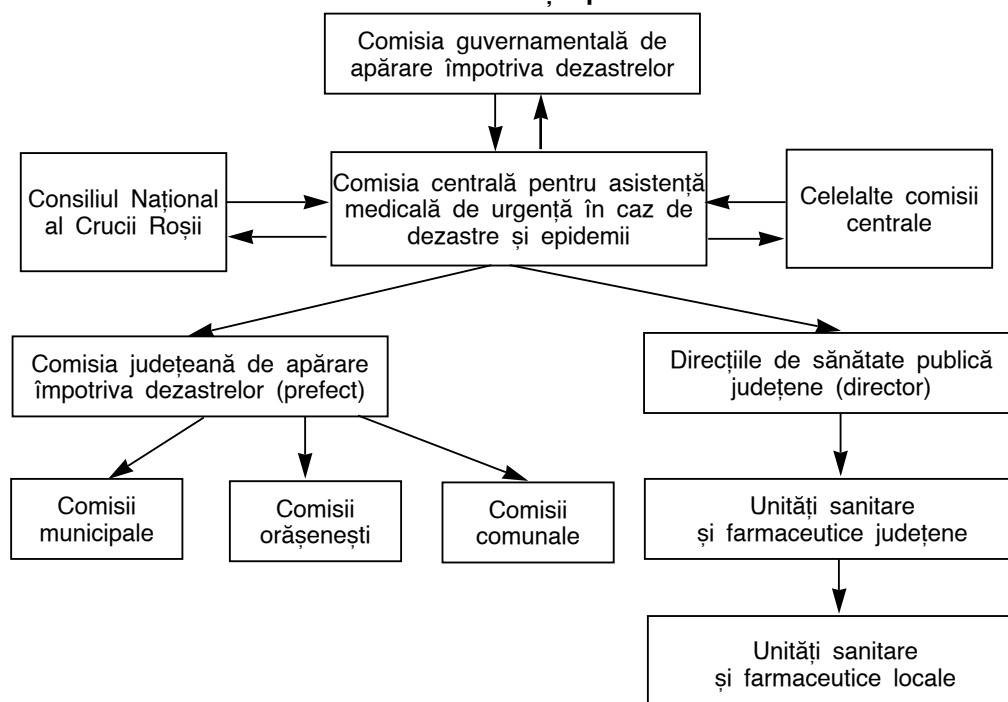 Comisia guvernamentală de
apărare împotriva dezastrelor
Consiliul Național
al Crucii Roșii
Comisia centrală pentru asistență
medicală de urgență în caz de
dezastre și epidemii
Celelalte comisii
centrale
Comisia județeană de apărare
împotriva dezastrelor (prefect)
Direcțiile de sănătate publică
județene (director)
Comisii
municipale
Comisii
orășenești
Comisii
comunale
Unități sanitare
și farmaceutice județene
Unități sanitare
și farmaceutice locale